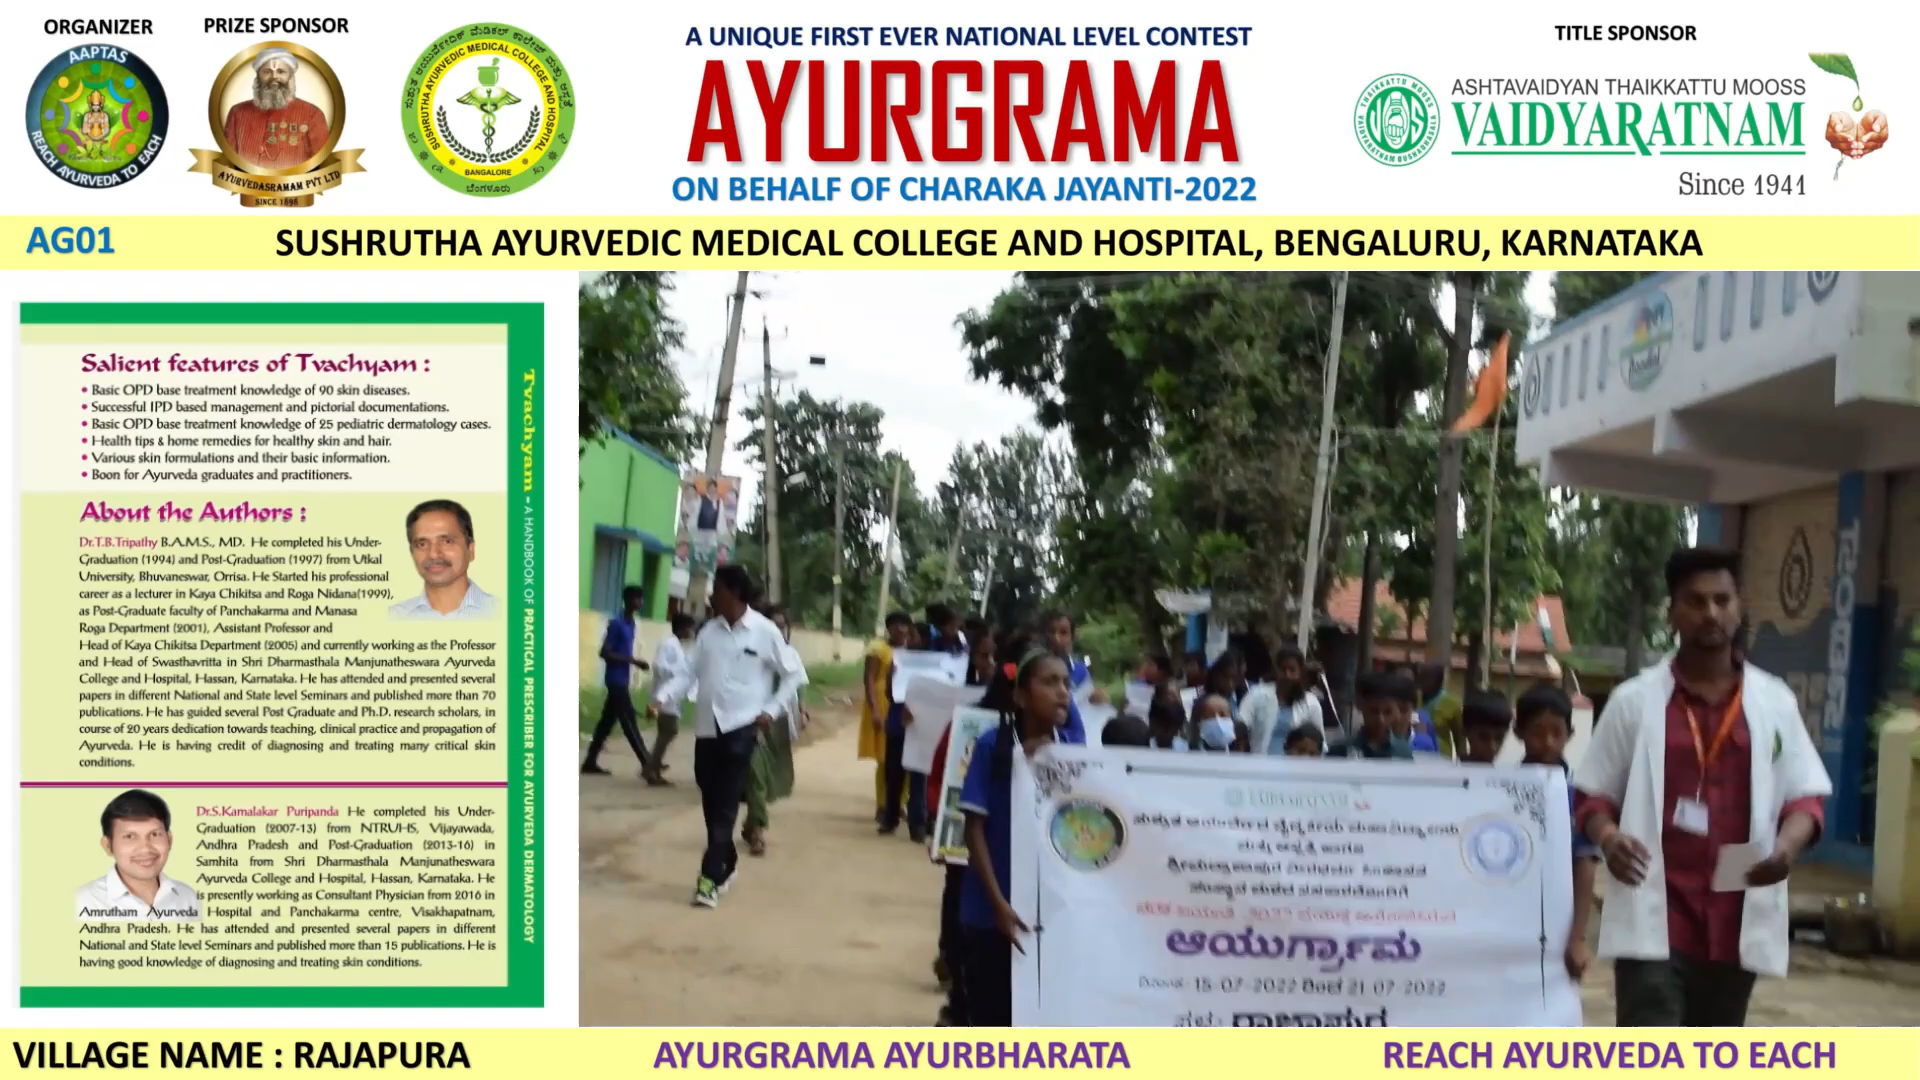 ORGANIZER
AAPTAS
REACH AYURVEDA TO EACH
PRIZE SPONSOR
AYURVEDASRAMAM PVT LTD
SINCE 1898
SUSHRUTHA AYURVEDIC MEDICAL COLLEGE AND HOSPITAL
BANGALORE
ಬೆಂಗಳೂರು
A UNIQUE FIRST EVER NATIONAL LEVEL CONTEST
AYURGRAMA
ON BEHALF OF CHARAKA JAYANTI-2022
TITLE SPONSOR
ASHTAVAIDYAN THAIKKATTU MOOSS
VAIDYARATNAM
Since 1941
AG01
SUSHRUTHA AYURVEDIC MEDICAL COLLEGE AND HOSPITAL, BENGALURU, KARNATAKA
Salient features of Tvachyam :
• Basic OPD base treatment knowledge of 90 skin diseases.
• Successful IPD based management and pictorial documentations.
• Basic OPD base treatment knowledge of 25 pediatric dermatology cases.
• Health tips & home remedies for healthy skin and hair.
• Various skin formulations and their basic information.
• Boon for Ayurveda graduates and practitioners.
About the Authors :
Dr.T.B.Tripathy B.A.M.S., MD. He completed his Under-
Graduation (1994) and Post-Graduation (1997) from Utkal
University, Bhuvaneswar, Orrisa. He Started his professional
career as a lecturer in Kaya Chikitsa and Roga Nidana(1999),
as Post-Graduate faculty of Panchakarma and Manasa
Roga Department (2001), Assistant Professor and
Head of Kaya Chikitsa Department (2005) and currently working as the Professor
and Head of Swasthavritta in Shri Dharmasthala Manjunatheswara Ayurveda
College and Hospital, Hassan, Karnataka. He has attended and presented several
papers in different National and State level Seminars and published more than 70
publications. He has guided several Post Graduate and Ph.D. research scholars, in
course of 20 years dedication towards teaching, clinical practice and propagation of
Ayurveda. He is having credit of diagnosing and treating many critical skin
conditions.
Dr.S.Kamalakar Puripanda He completed his Under-
Graduation (2007-13) from NTRUHS, Vijayawada,
Andhra Pradesh and Post-Graduation (2013-16) in
Samhita from Shri Dharmasthala Manjunatheswara
Ayurveda College and Hospital, Hassan, Karnataka. He
is presently working as Consultant Physician from 2016 in
Amrutham Ayurveda Hospital and Panchakarma centre, Visakhapatnam,
Andhra Pradesh. He has attended and presented several papers in different
National and State level Seminars and published more than 15 publications. He is
having good knowledge of diagnosing and treating skin conditions.
Tvachyam - A HANDBOOK OF PRACTICAL PRESCRIBER FOR AYURVEDA DERMATOLOGY
ಆಯುರ್ಗ್ರಾಮ
ದಿನಾಂಕ: 15-07-2022 ರಿಂದ 21-07-2022
ಸ್ಥಳ: ರಾಜಾಪುರ
VILLAGE NAME : RAJAPURA
AYURGRAMA AYURBHARATA
REACH AYURVEDA TO EACH